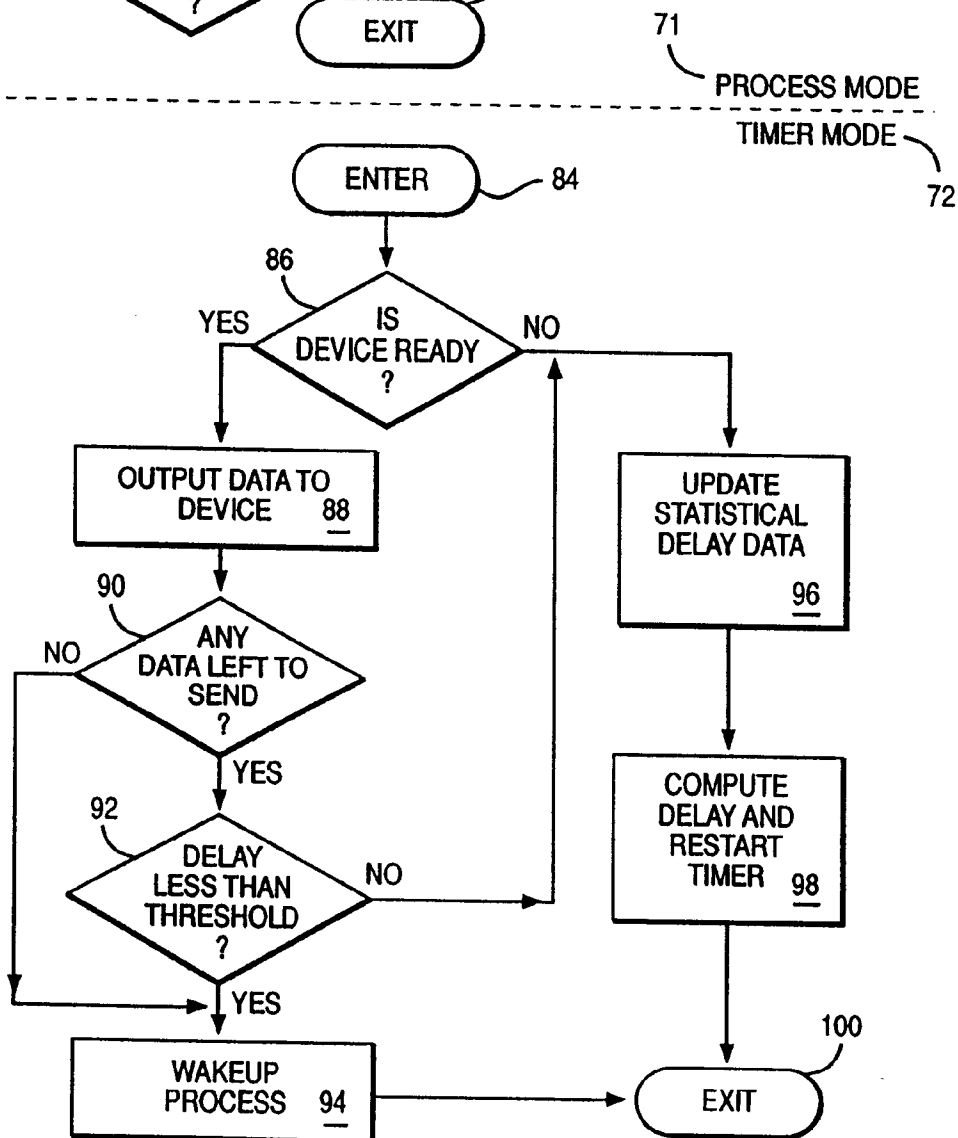 ?
EXIT
71
PROCESS MODE
TIMER MODE
72
ENTER
84
86
IS
DEVICE READY
?
YES
NO
OUTPUT DATA TO
DEVICE 88
UPDATE
STATISTICAL
DELAY DATA
96
90
ANY
DATA LEFT TO
SEND
?
NO
YES
92
DELAY
LESS THAN
THRESHOLD
?
NO
YES
COMPUTE
DELAY AND
RESTART
TIMER 98
WAKEUP
PROCESS 94
100
EXIT